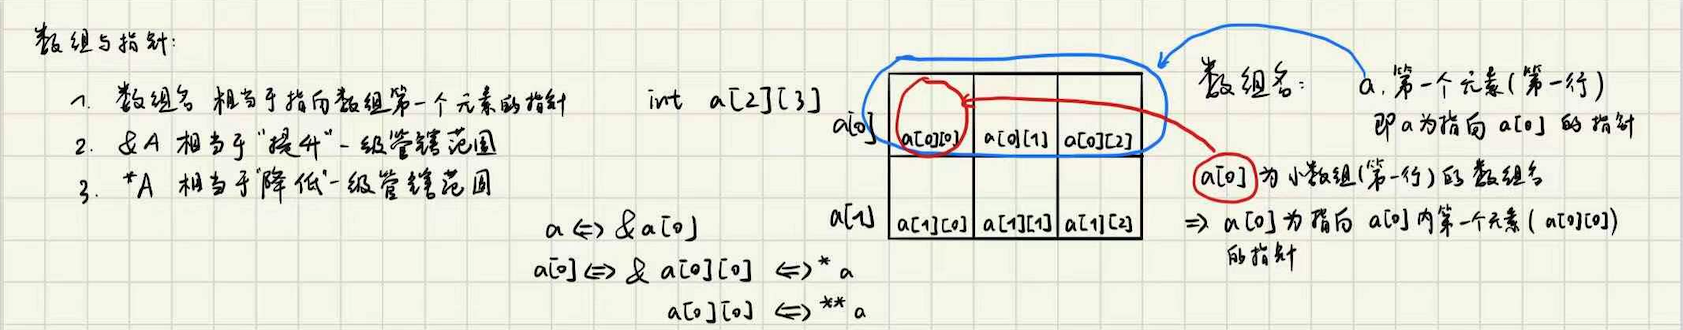 数组与指针:
1. 数组名 相当于指向数组第一个元素的指针
2. &A 相当于"提升"一级管辖范围
3. *A 相当于"降低"一级管辖范围
int a[2][3]
a[0]
a[0][0] a[0][1] a[0][2]
a[1]
a[1][0] a[1][1] a[1][2]
数组名: a. 第一个元素(第一行)
即a为指向 a[0] 的指针
a[0] 为小数组(第一行)的数组名
⇒ a[0] 为指向 a[0] 内第一个元素( a[0][0])
的指针
a ⇔ &a[0]
a[0] ⇔ & a[0][0] ⇔ * a
a[0][0] ⇔ ** a